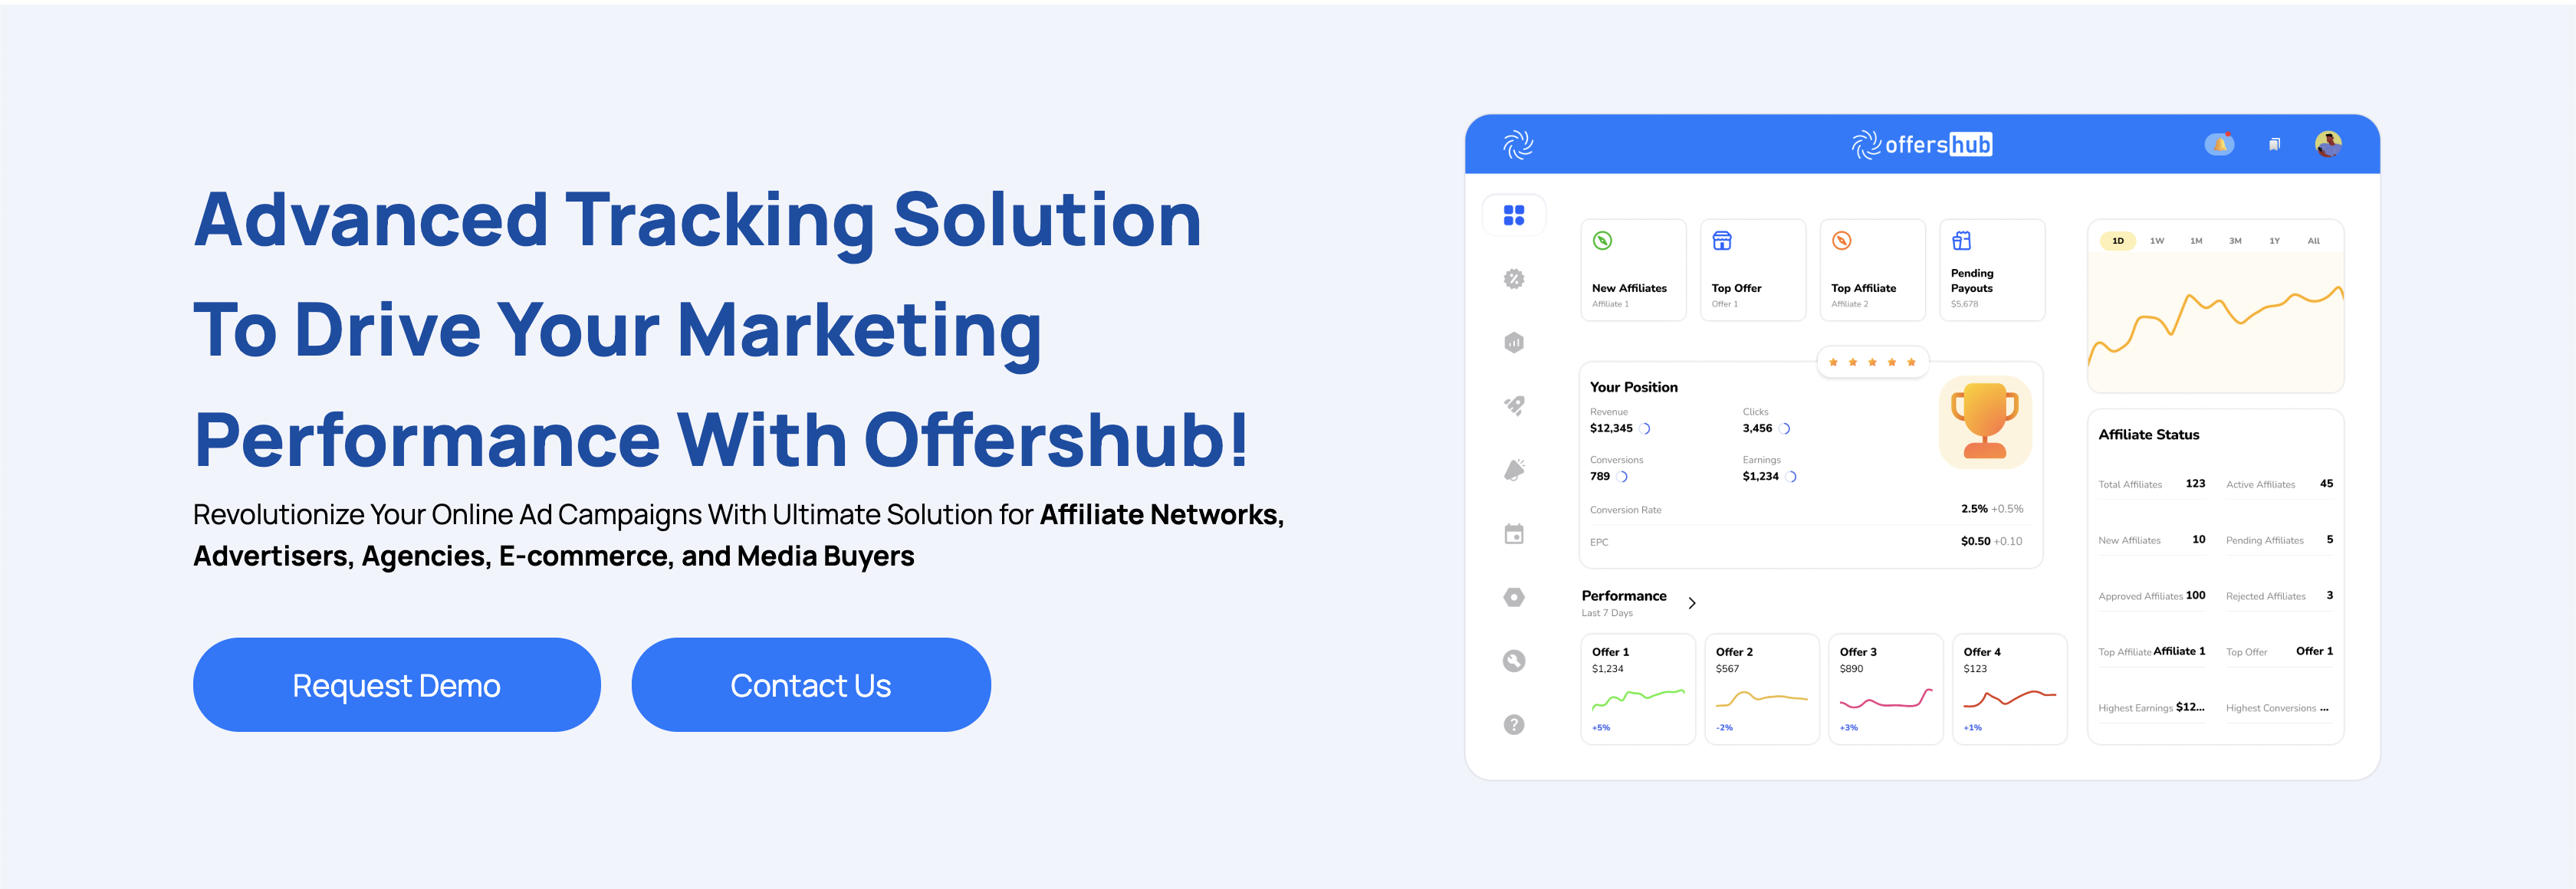 Advanced Tracking Solution
To Drive Your Marketing
Performance With Offershub!
Revolutionize Your Online Ad Campaigns With Ultimate Solution for Affiliate Networks,
Advertisers, Agencies, E-commerce, and Media Buyers
Request Demo
Contact Us
offershub
New Affiliates
Affiliate 1
Top Offer
Offer 1
Top Affiliate
Affiliate 2
Pending
Payouts
$5,678
1D 1W 1M 3M 1Y All
Your Position
Revenue
$12,345
Clicks
3,456
Conversions
789
Earnings
$1,234
Conversion Rate 2.5% +0.5%
EPC $0.50 +0.10
Performance
Last 7 Days
Offer 1
$1,234
+5%
Offer 2
$567
-2%
Offer 3
$890
+3%
Offer 4
$123
+1%
Affiliate Status
Total Affiliates 123 Active Affiliates 45
New Affiliates 10 Pending Affiliates 5
Approved Affiliates 100 Rejected Affiliates 3
Top Affiliate Affiliate 1 Top Offer Offer 1
Highest Earnings $12... Highest Conversions ...